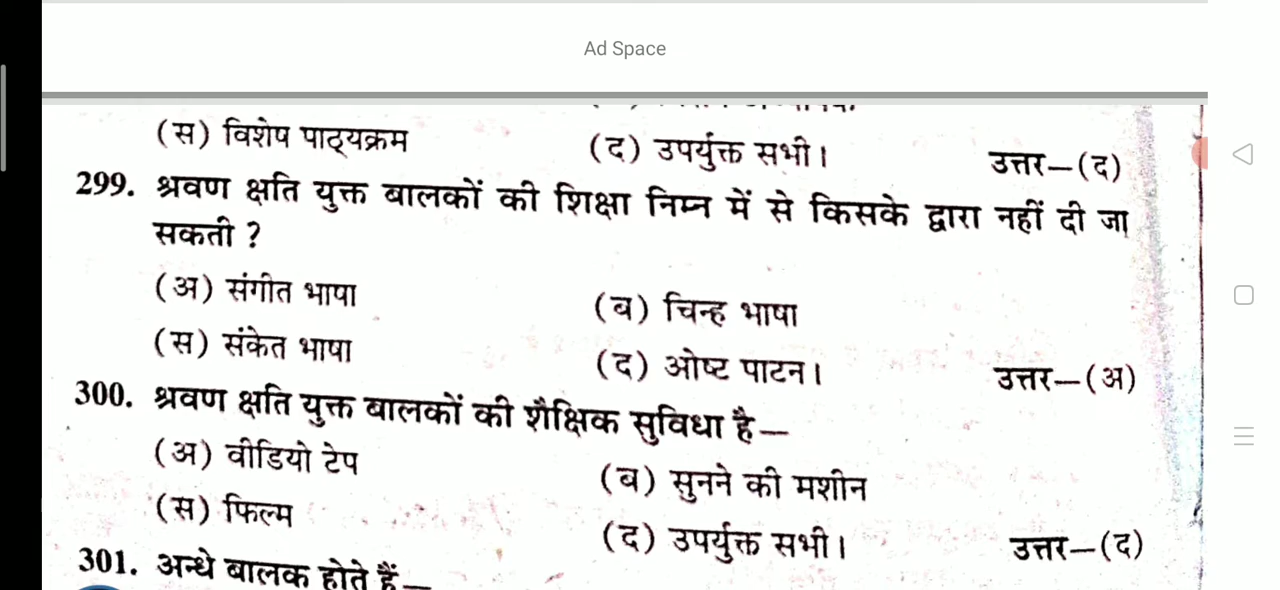 Ad Space
(स) विशेष पाठ्यक्रम (द) उपर्युक्त सभी। उत्तर—(द)
299. श्रवण क्षति युक्त बालकों की शिक्षा निम्न में से किसके द्वारा नहीं दी जा
सकती ?
(अ) संगीत भाषा (ब) चिन्ह भाषा
(स) संकेत भाषा (द) ओष्ट पाटन। उत्तर—(अ)
300. श्रवण क्षति युक्त बालकों की शैक्षिक सुविधा है—
(अ) वीडियो टेप (ब) सुनने की मशीन
(स) फिल्म (द) उपर्युक्त सभी। उत्तर—(द)
301. अन्धे बालक होते हैं—